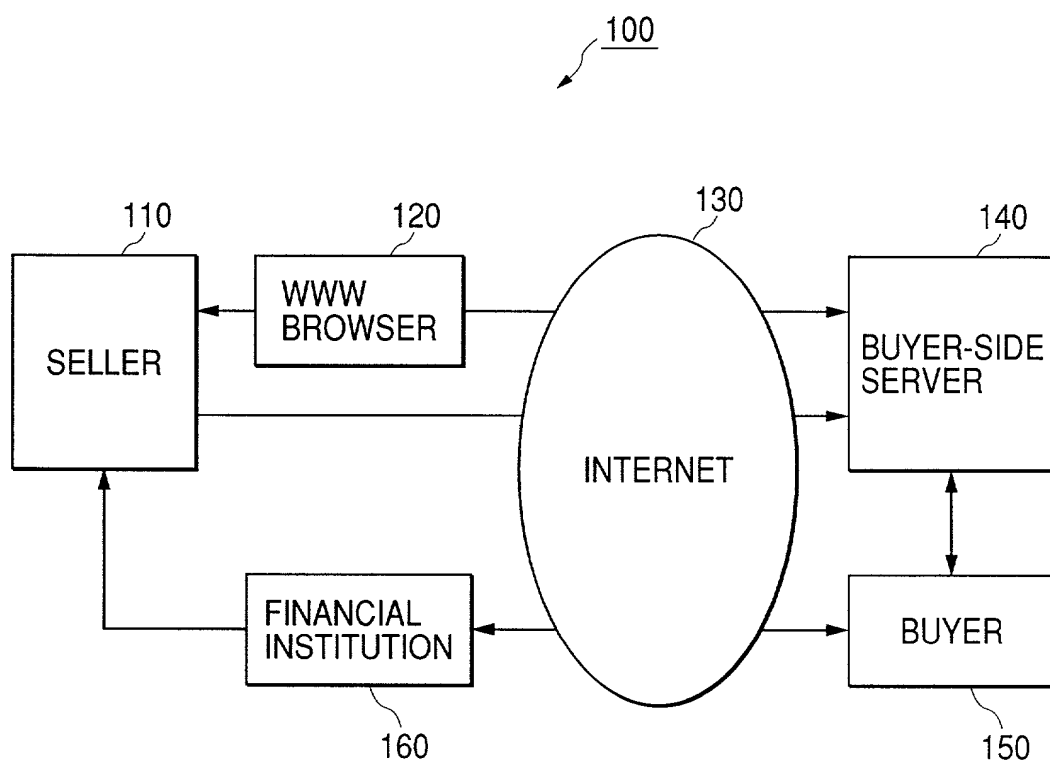 100
110
120
130
140
WWW
BROWSER
SELLER
BUYER-SIDE
SERVER
INTERNET
FINANCIAL
INSTITUTION
BUYER
160
150